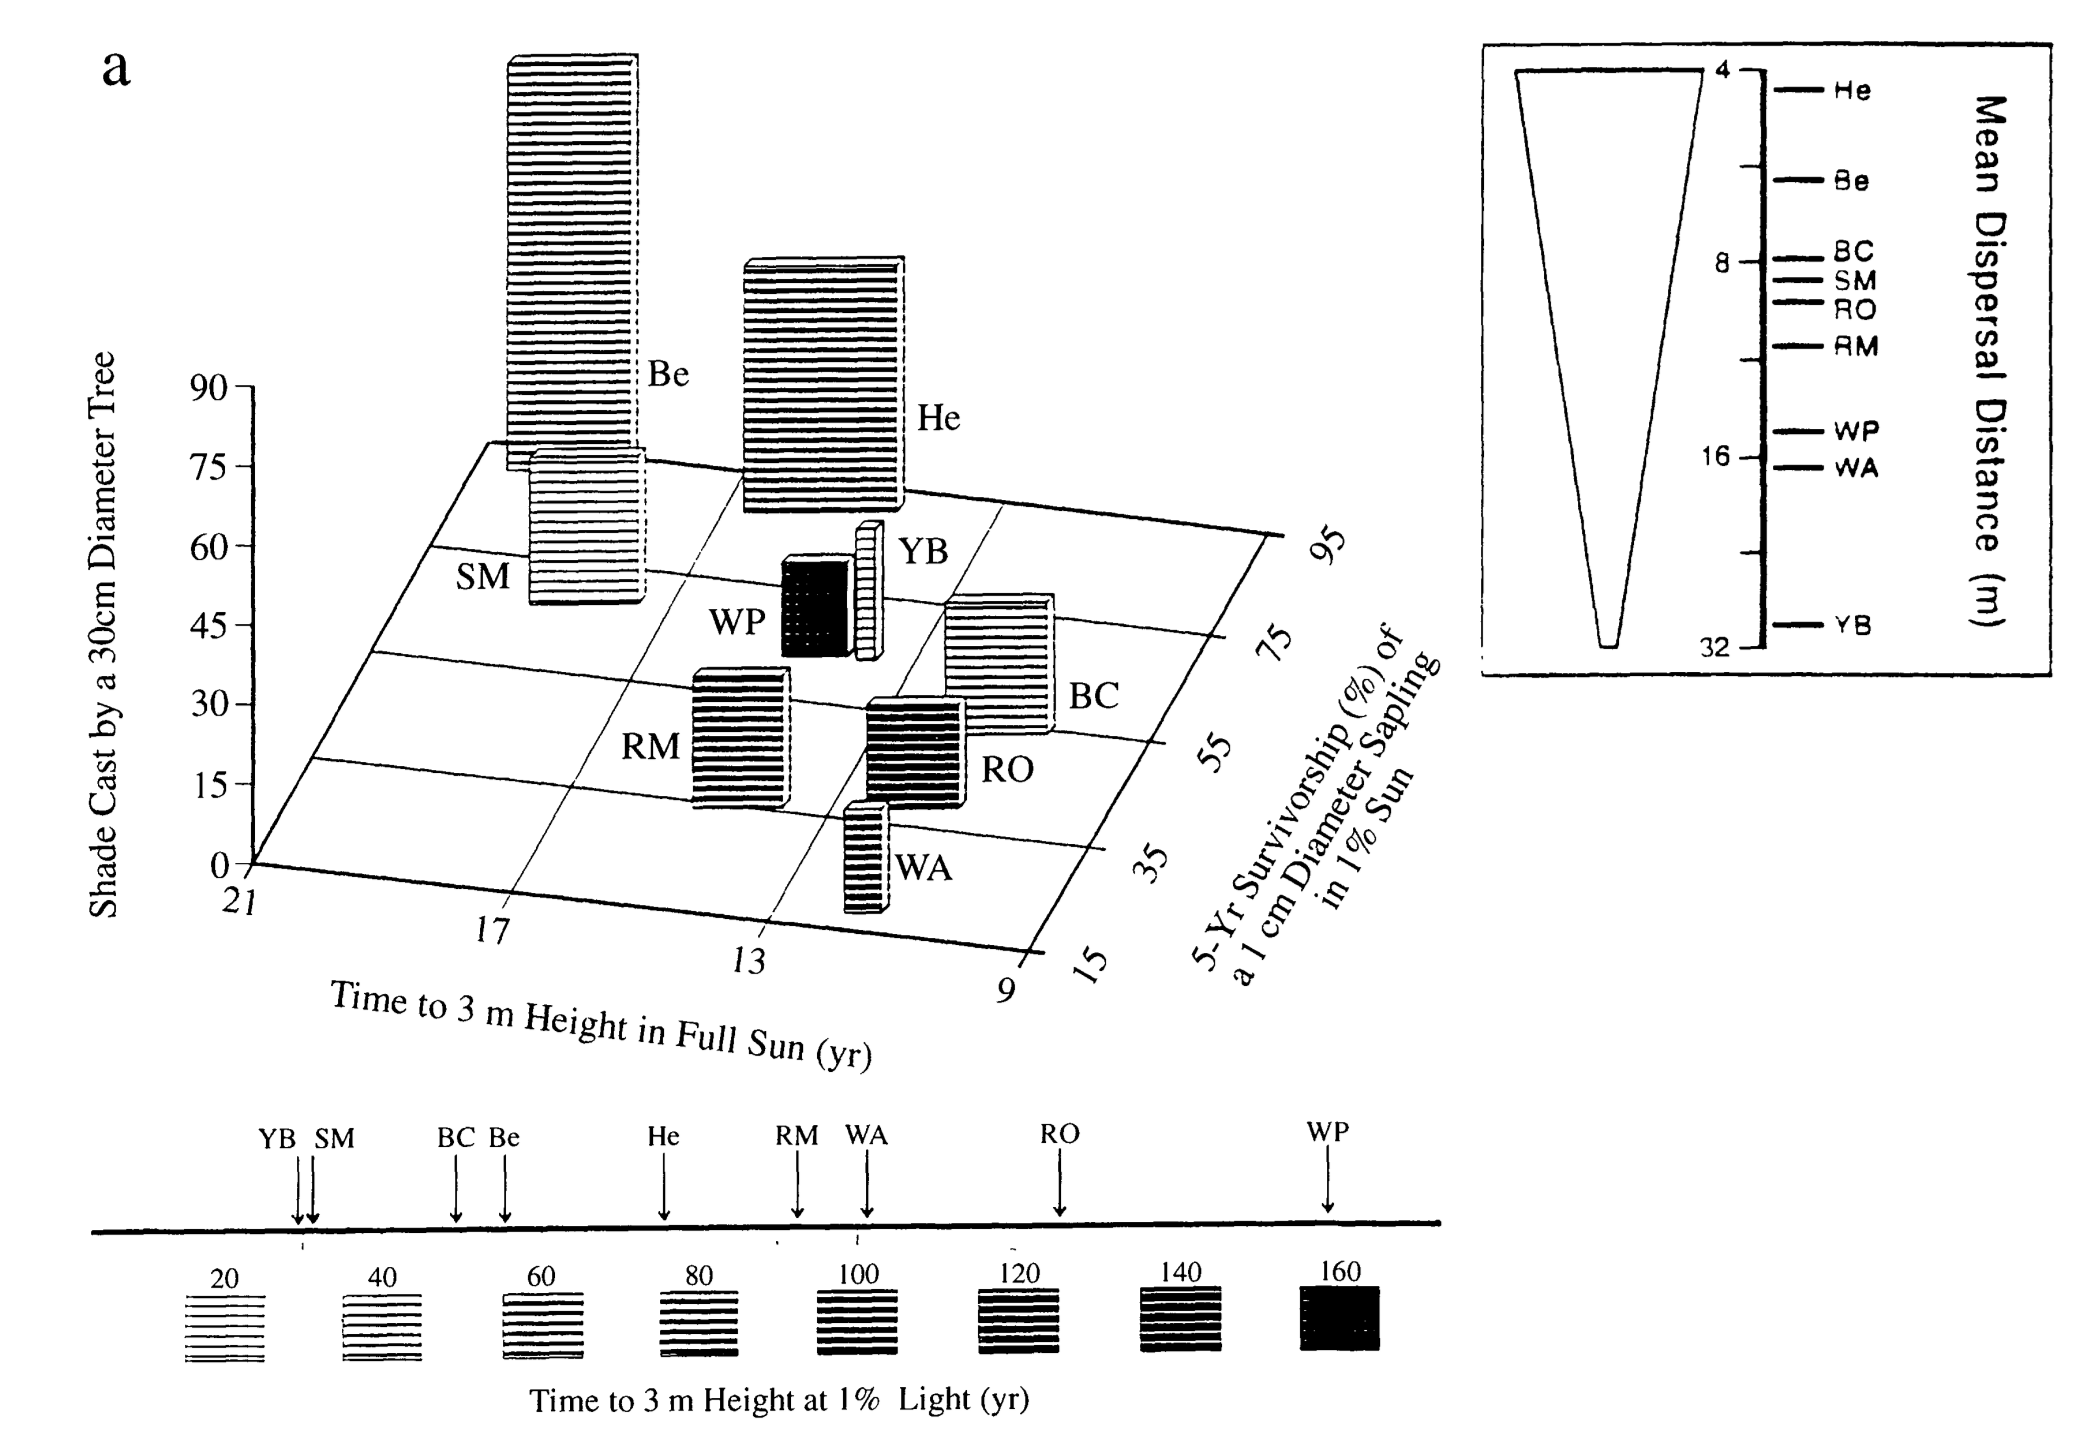 a
Shade Cast by a 30cm Diameter Tree
90
75
60
45
30
15
0
21
17
13
9
Time to 3 m Height in Full Sun (yr)
15
35
55
75
95
5-Yr Survivorship (%) of
a 1 cm Diameter Sapling
in 1% Sun
Be
He
SM
YB
WP
BC
RM
RO
WA
4
8
16
32
He
Be
BC
SM
RO
RM
WP
WA
YB
Mean Dispersal Distance (m)
YB SM BC Be He RM WA RO WP
20 40 60 80 100 120 140 160
Time to 3 m Height at 1% Light (yr)